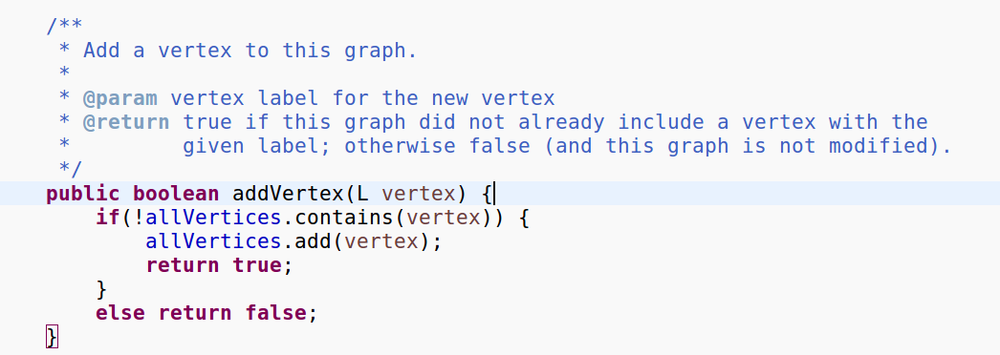 /**
 * Add a vertex to this graph.
 *
 * @param vertex label for the new vertex
 * @return true if this graph did not already include a vertex with the
 *         given label; otherwise false (and this graph is not modified).
 */
public boolean addVertex(L vertex) {
    if(!allVertices.contains(vertex)) {
        allVertices.add(vertex);
        return true;
    }
    else return false;
}